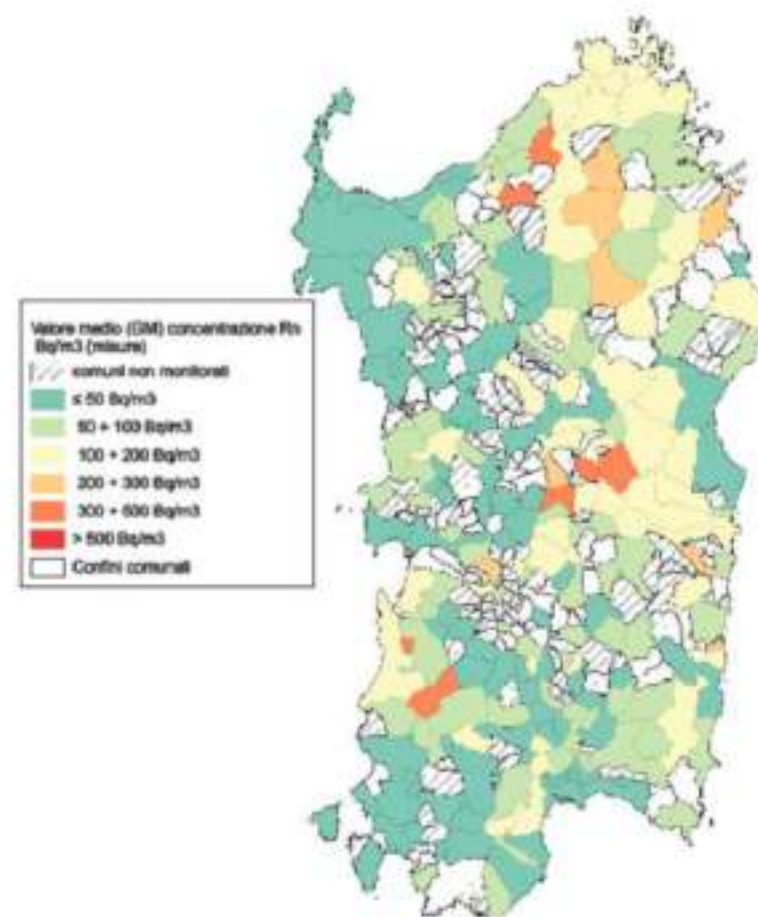 Valore medio (GM) concentrazione Rn
Bq/m3 (misure)
comuni non monitorati
≤ 50 Bq/m3
50 ÷ 100 Bq/m3
100 ÷ 200 Bq/m3
200 ÷ 300 Bq/m3
300 ÷ 500 Bq/m3
> 500 Bq/m3
Confini comunali